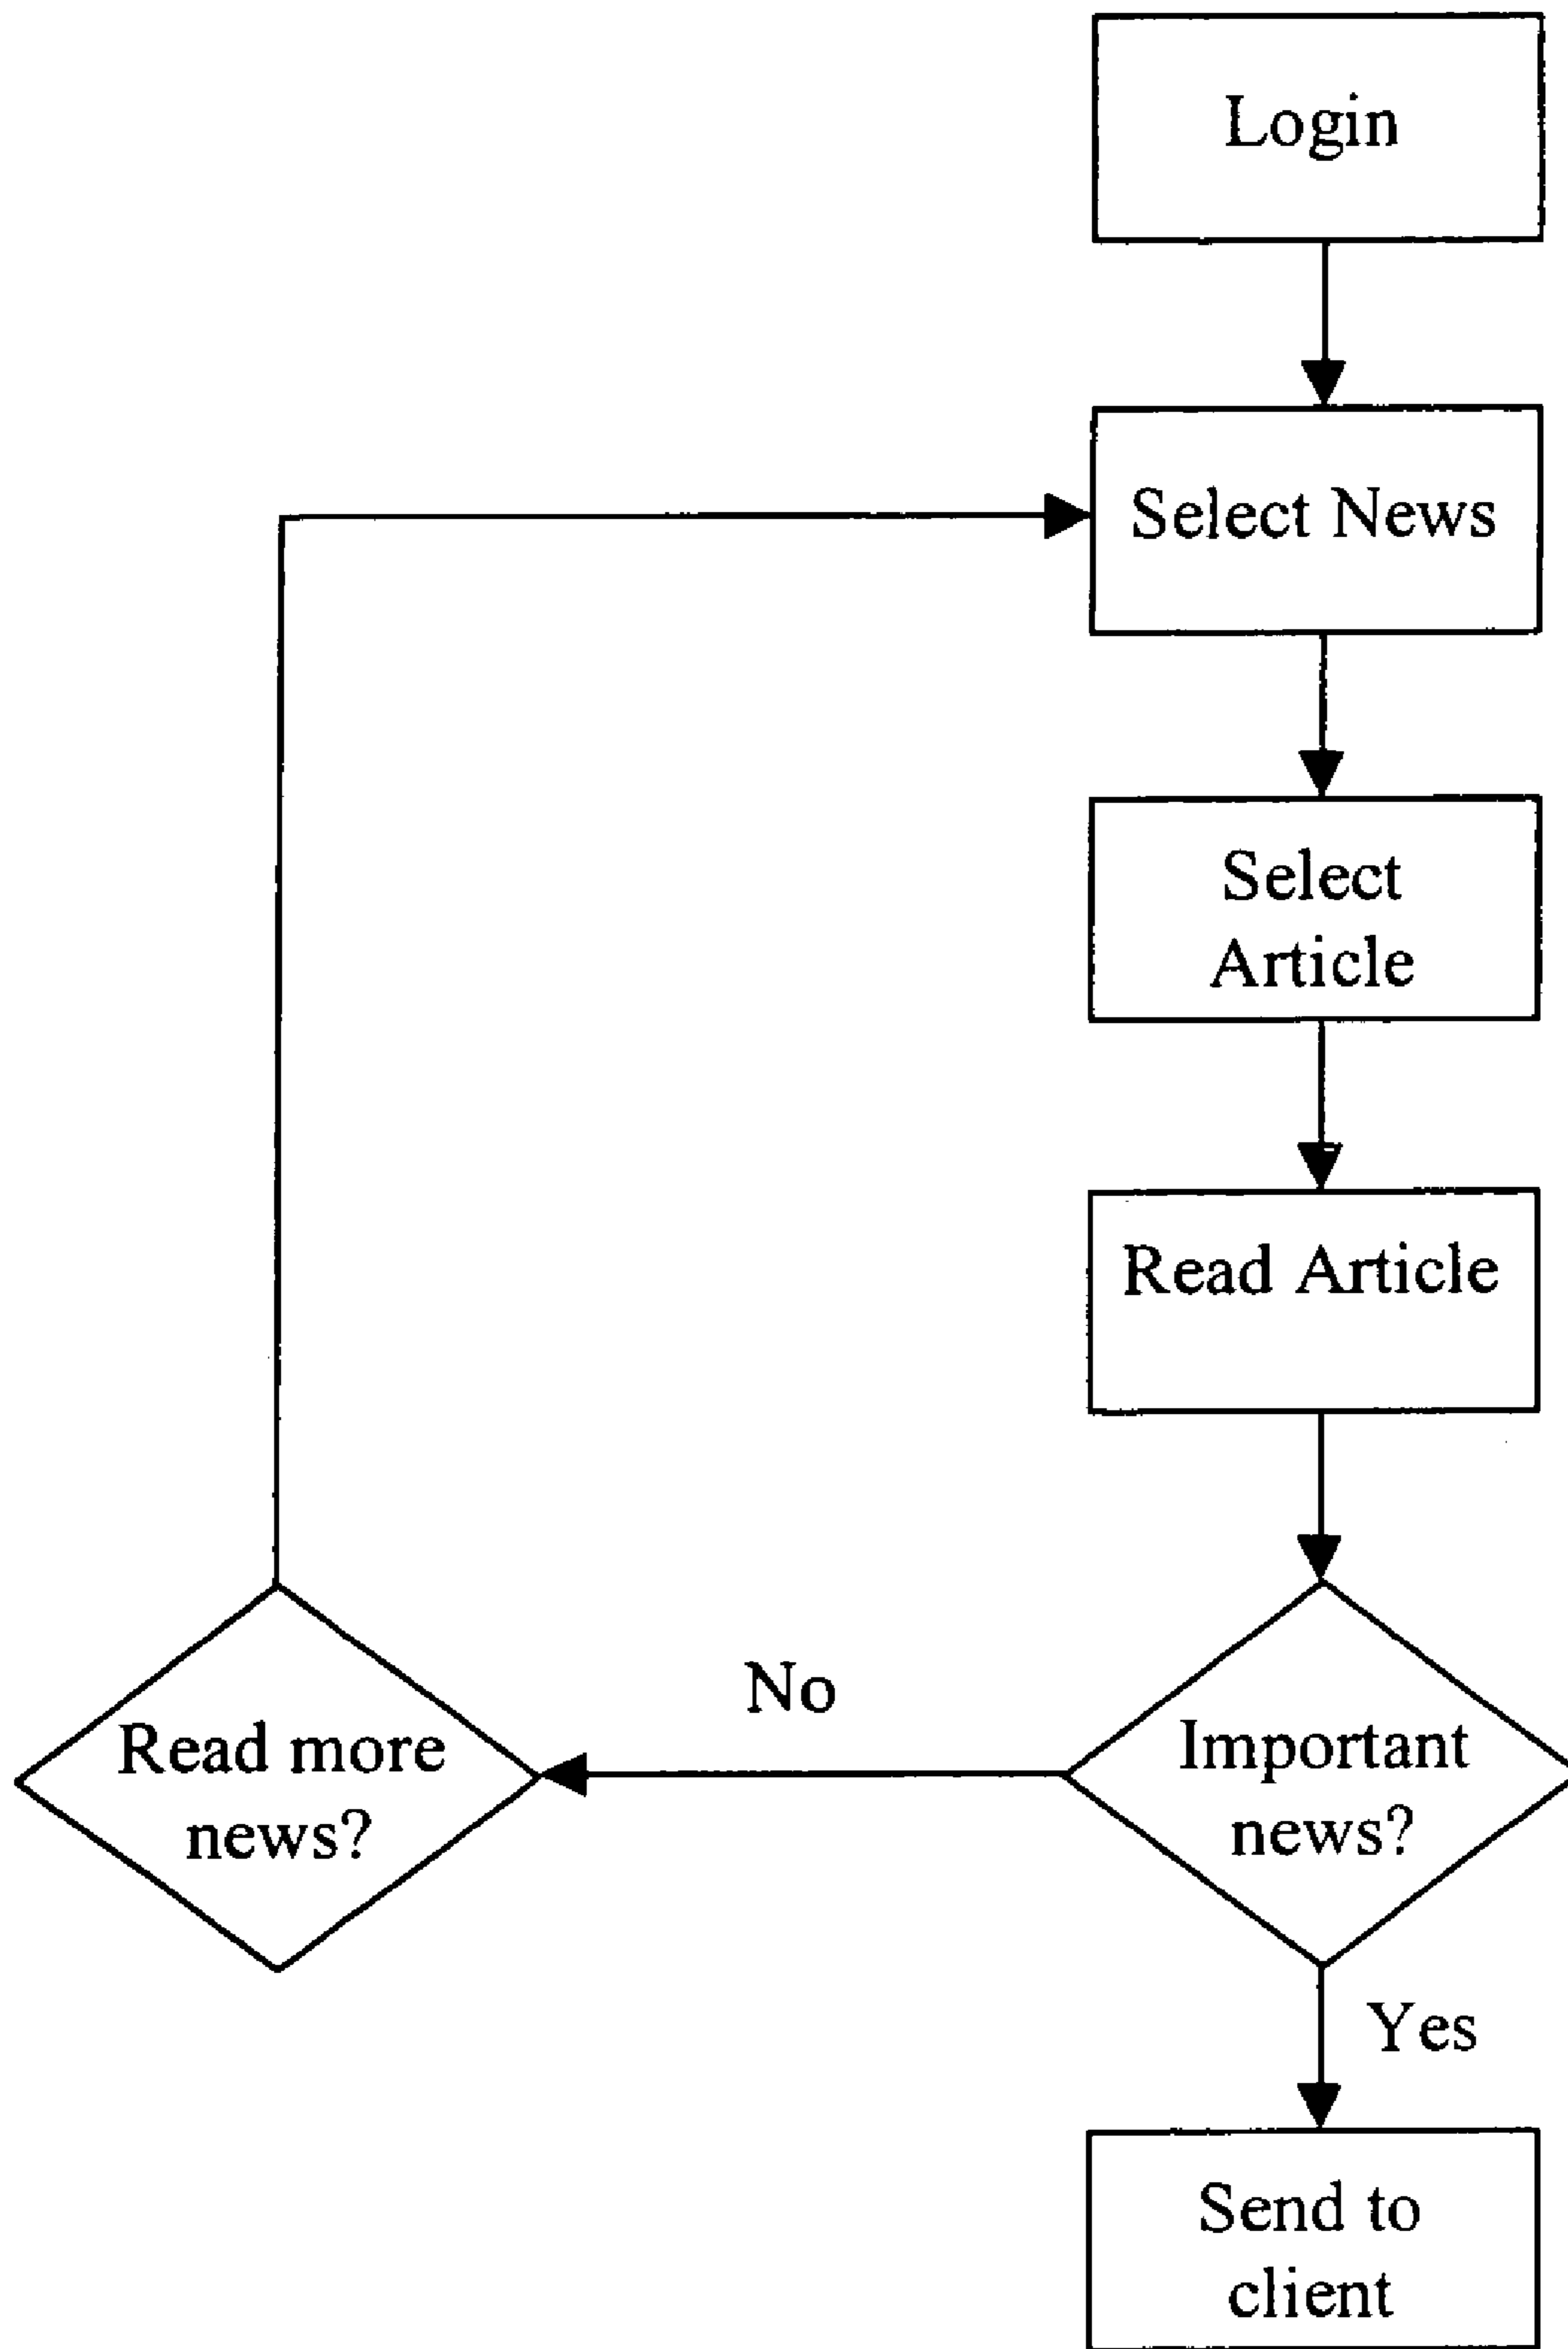 Login
Select News
Select
Article
Read Article
No
Read more
news?
Important
news?
Yes
Send to
client